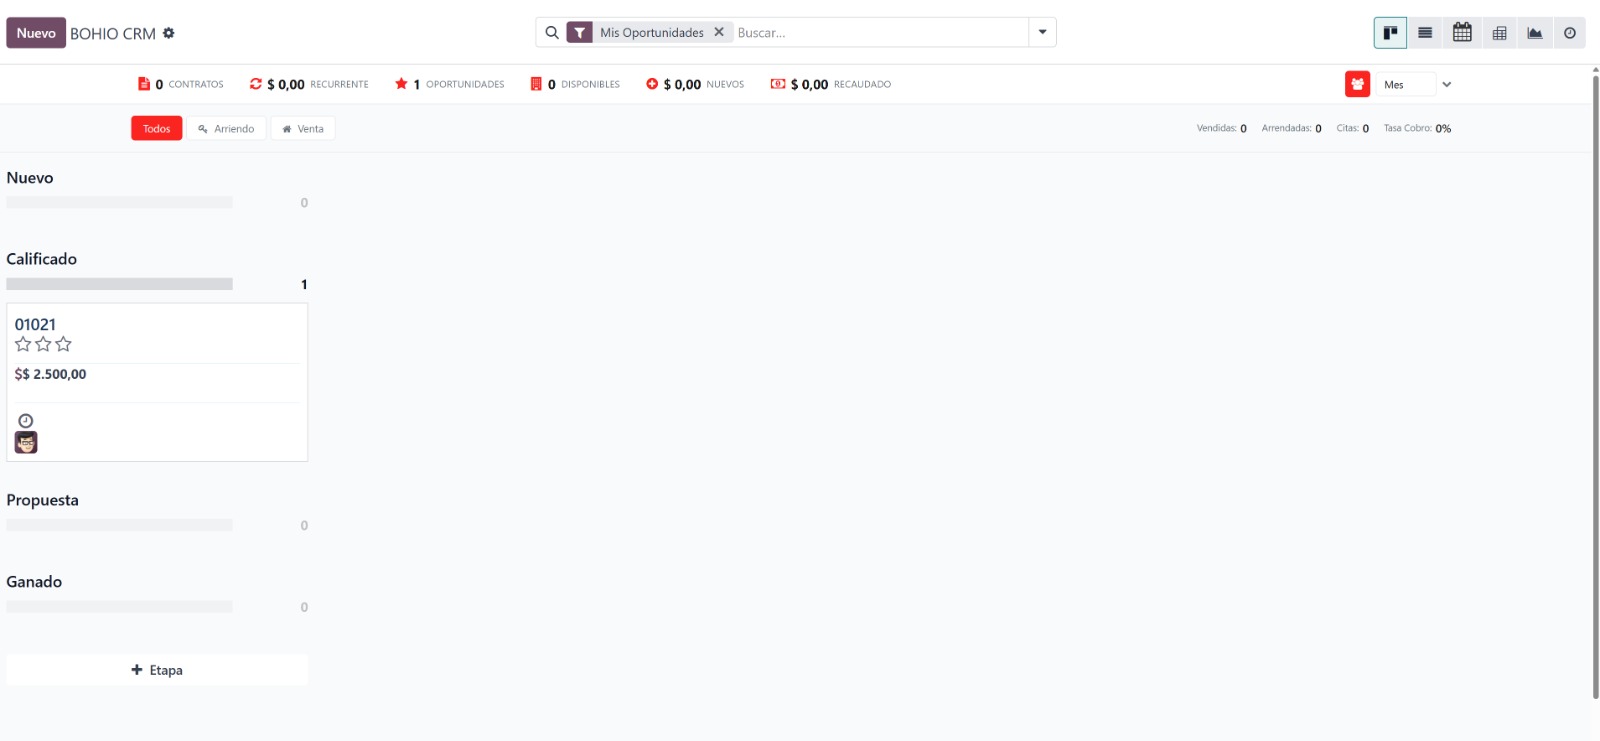 Nuevo BOHIO CRM Mis Oportunidades Buscar...
0 CONTRATOS $ 0,00 RECURRENTE 1 OPORTUNIDADES 0 DISPONIBLES $ 0,00 NUEVOS $ 0,00 RECAUDADO Mes
Todos Arriendo Venta Vendidas: 0 Arrendadas: 0 Citas: 0 Tasa Cobro: 0%
Nuevo
0
Calificado
1
01021
$$ 2.500,00
Propuesta
0
Ganado
0
+ Etapa